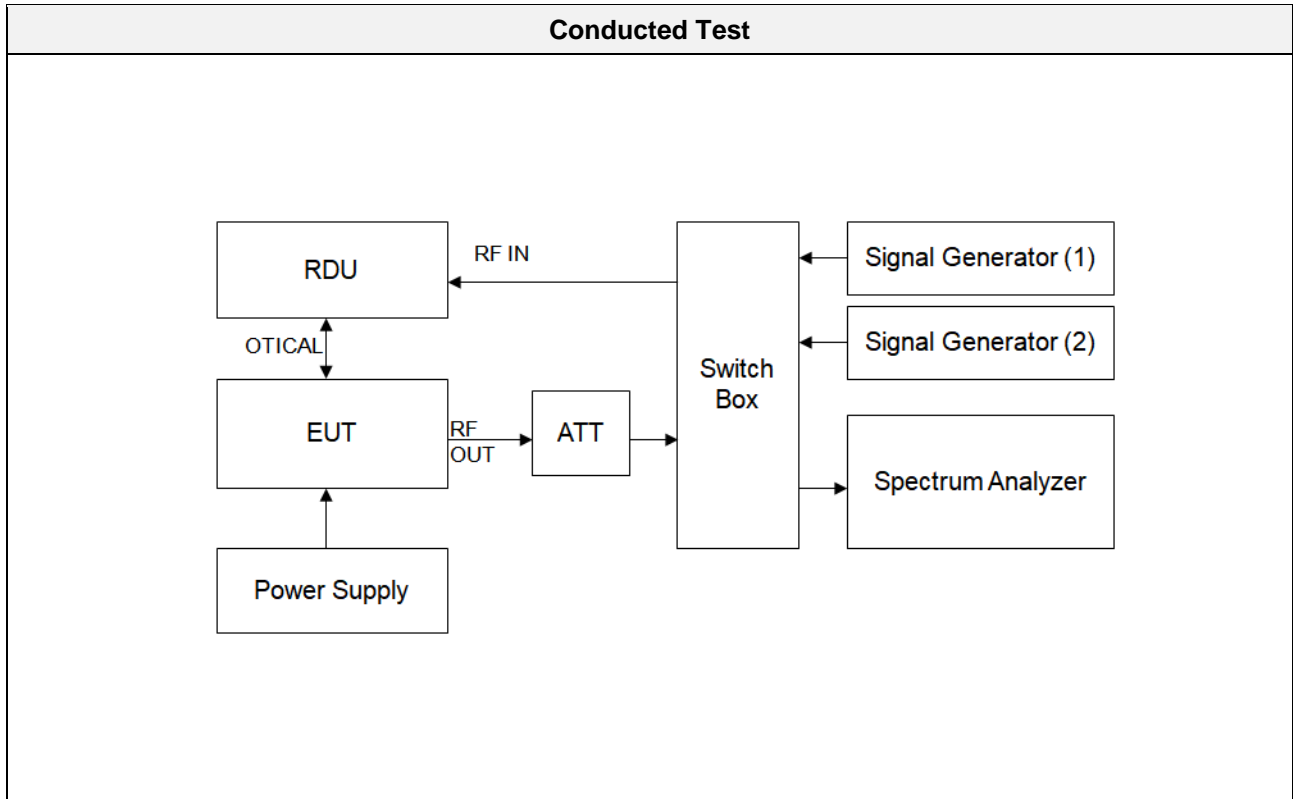 Conducted Test
RDU
RF IN
Signal Generator (1)
OTICAL
Signal Generator (2)
Switch
Box
EUT
RF
OUT
ATT
Spectrum Analyzer
Power Supply